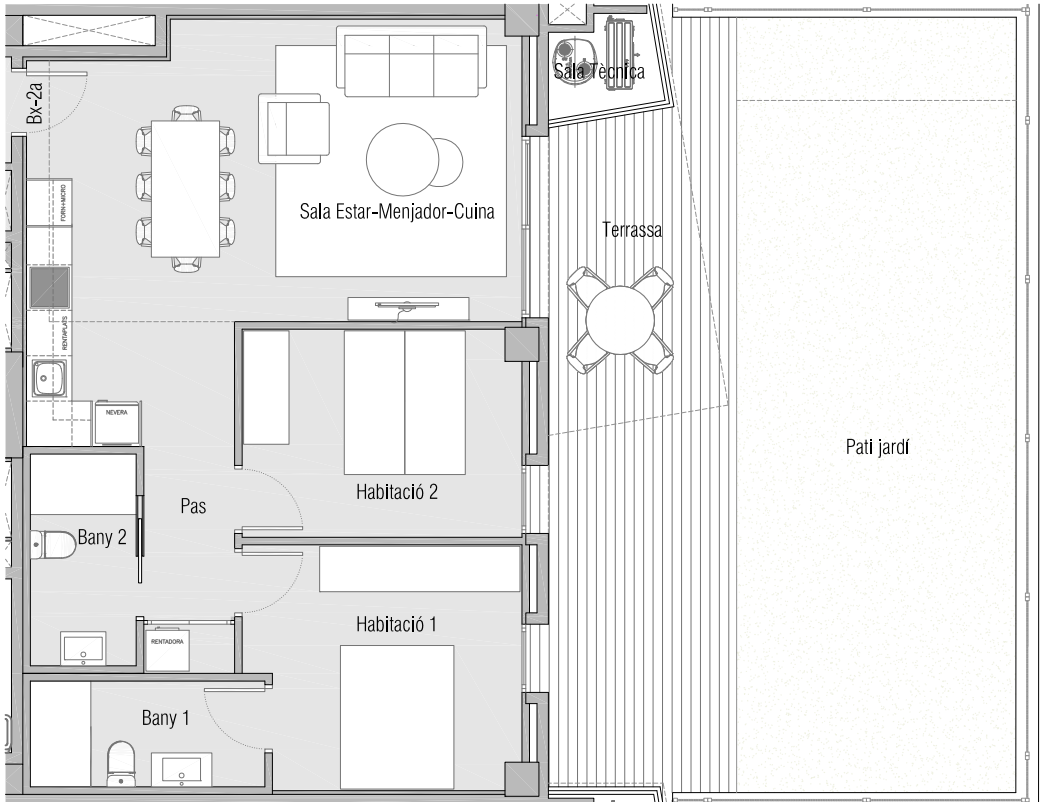 Sala Tècnica
Bx-2a
FORN+MICRO
Sala Estar-Menjador-Cuina
Terrassa
RENTAPLATS
NEVERA
Pati jardí
Habitació 2
Pas
Bany 2
Habitació 1
RENTADORA
Bany 1